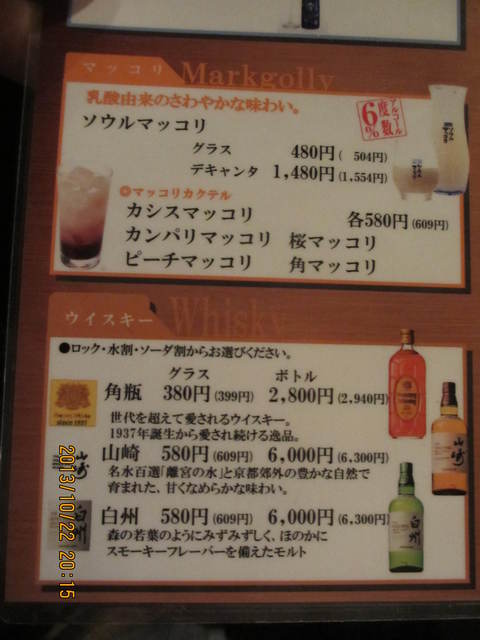 マッコリ Markgolly
乳酸由来のさわやかな味わい。
アルコール
度数
6%
ソウルマッコリ
グラス 480円(504円)
デキャンタ 1,480円(1,554円)
マッコリカクテル
カシスマッコリ 各580円(609円)
カンパリマッコリ 桜マッコリ
ピーチマッコリ 角マッコリ
ウイスキー Whisky
●ロック・水割・ソーダ割からお選びください。
グラス ボトル
角瓶 380円(399円) 2,800円(2,940円)
世代を超えて愛されるウイスキー。
1937年誕生から愛され続ける逸品。
山崎 580円(609円) 6,000円(6,300円)
名水百選「離宮の水」と京都郊外の豊かな自然で
育まれた、甘くなめらかな味わい。
白州 580円(609円) 6,000円(6,300円)
森の若葉のようにみずみずしく、ほのかに
スモーキーフレーバーを備えたモルト
山崎
白州
since 1937
山崎
白州
2013/10/22 20:15